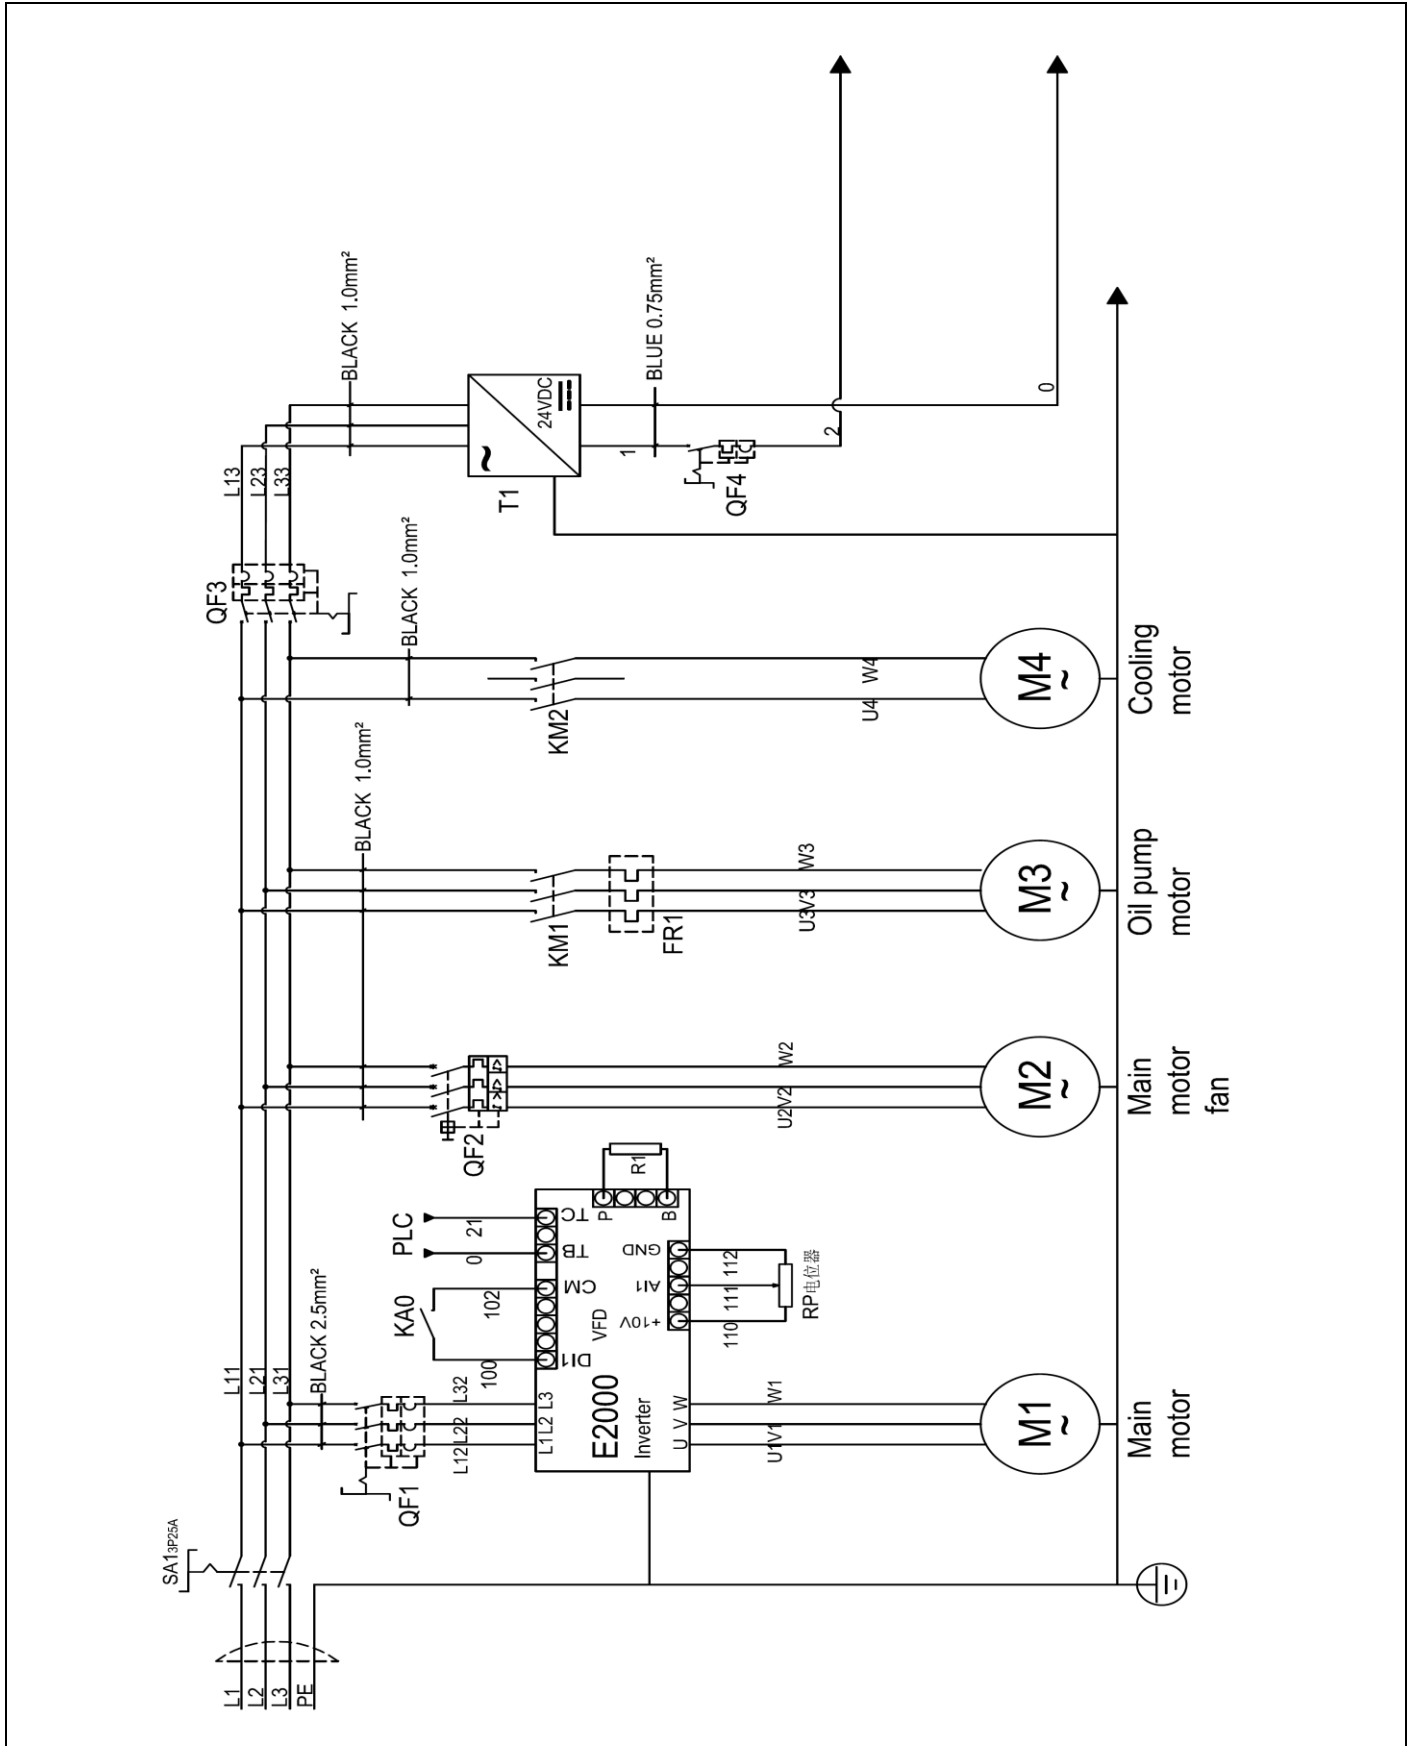 L1
L2
L3
PE
SA1 3P25A
L11
L21
L31
BLACK 2.5mm²
QF1
L12
L22
L32
L1
L2
L3
E2000
Inverter
VFD
U
V
W
U1
V1
W1
M1
~
Main
motor
KA0
100
102
PLC
0
21
DI1
CM
TB
TC
+10V
AI1
GND
110
111
112
RP电位器
P
B
R1
BLACK 1.0mm²
QF2
U2
V2
W2
M2
~
Main
motor
fan
KM1
FR1
U3
V3
W3
M3
~
Oil pump
motor
BLACK 1.0mm²
KM2
U4
W4
M4
~
Cooling
motor
QF3
L13
L23
L33
BLACK 1.0mm²
T1
~
24VDC
1
BLUE 0.75mm²
QF4
2
0